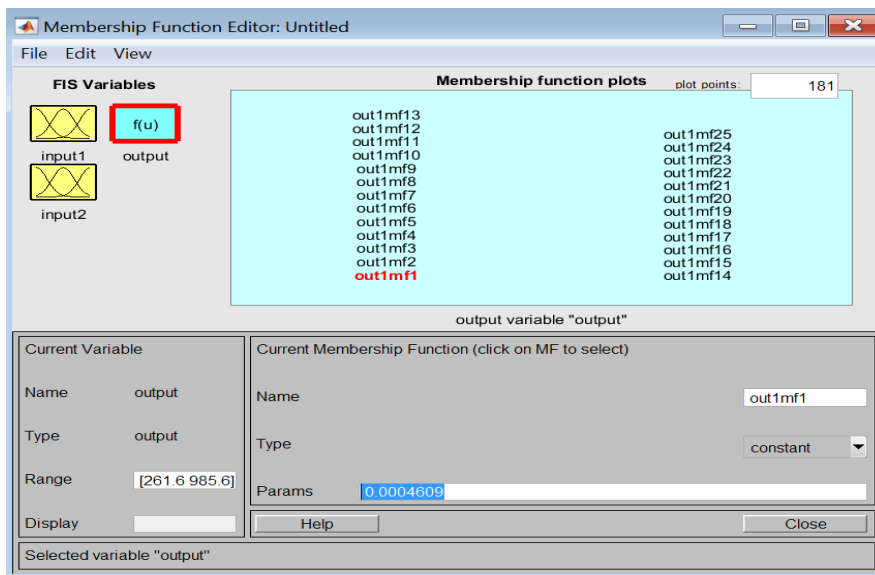 Membership Function Editor: Untitled
File Edit View
FIS Variables
f(u)
input1 output
input2
Membership function plots
plot points: 181
out1mf13
out1mf12
out1mf11
out1mf10
out1mf9
out1mf8
out1mf7
out1mf6
out1mf5
out1mf4
out1mf3
out1mf2
out1mf1
out1mf25
out1mf24
out1mf23
out1mf22
out1mf21
out1mf20
out1mf19
out1mf18
out1mf17
out1mf16
out1mf15
out1mf14
output variable "output"
Current Variable
Name output
Type output
Range [261.6 985.6]
Display
Current Membership Function (click on MF to select)
Name out1mf1
Type constant
Params 0.0004609
Help Close
Selected variable "output"